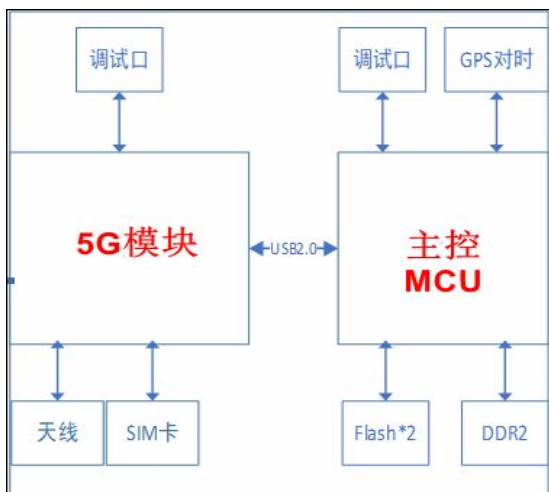 调试口
调试口
GPS对时
5G模块
USB2.0
主控
MCU
天线
SIM卡
Flash*2
DDR2